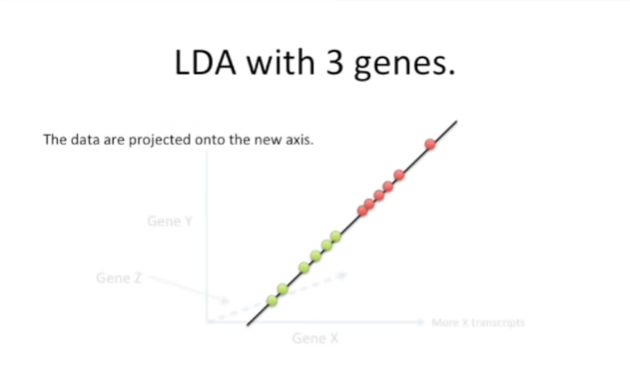 LDA with 3 genes.
The data are projected onto the new axis.
Gene Y
Gene Z
More X transcripts
Gene X